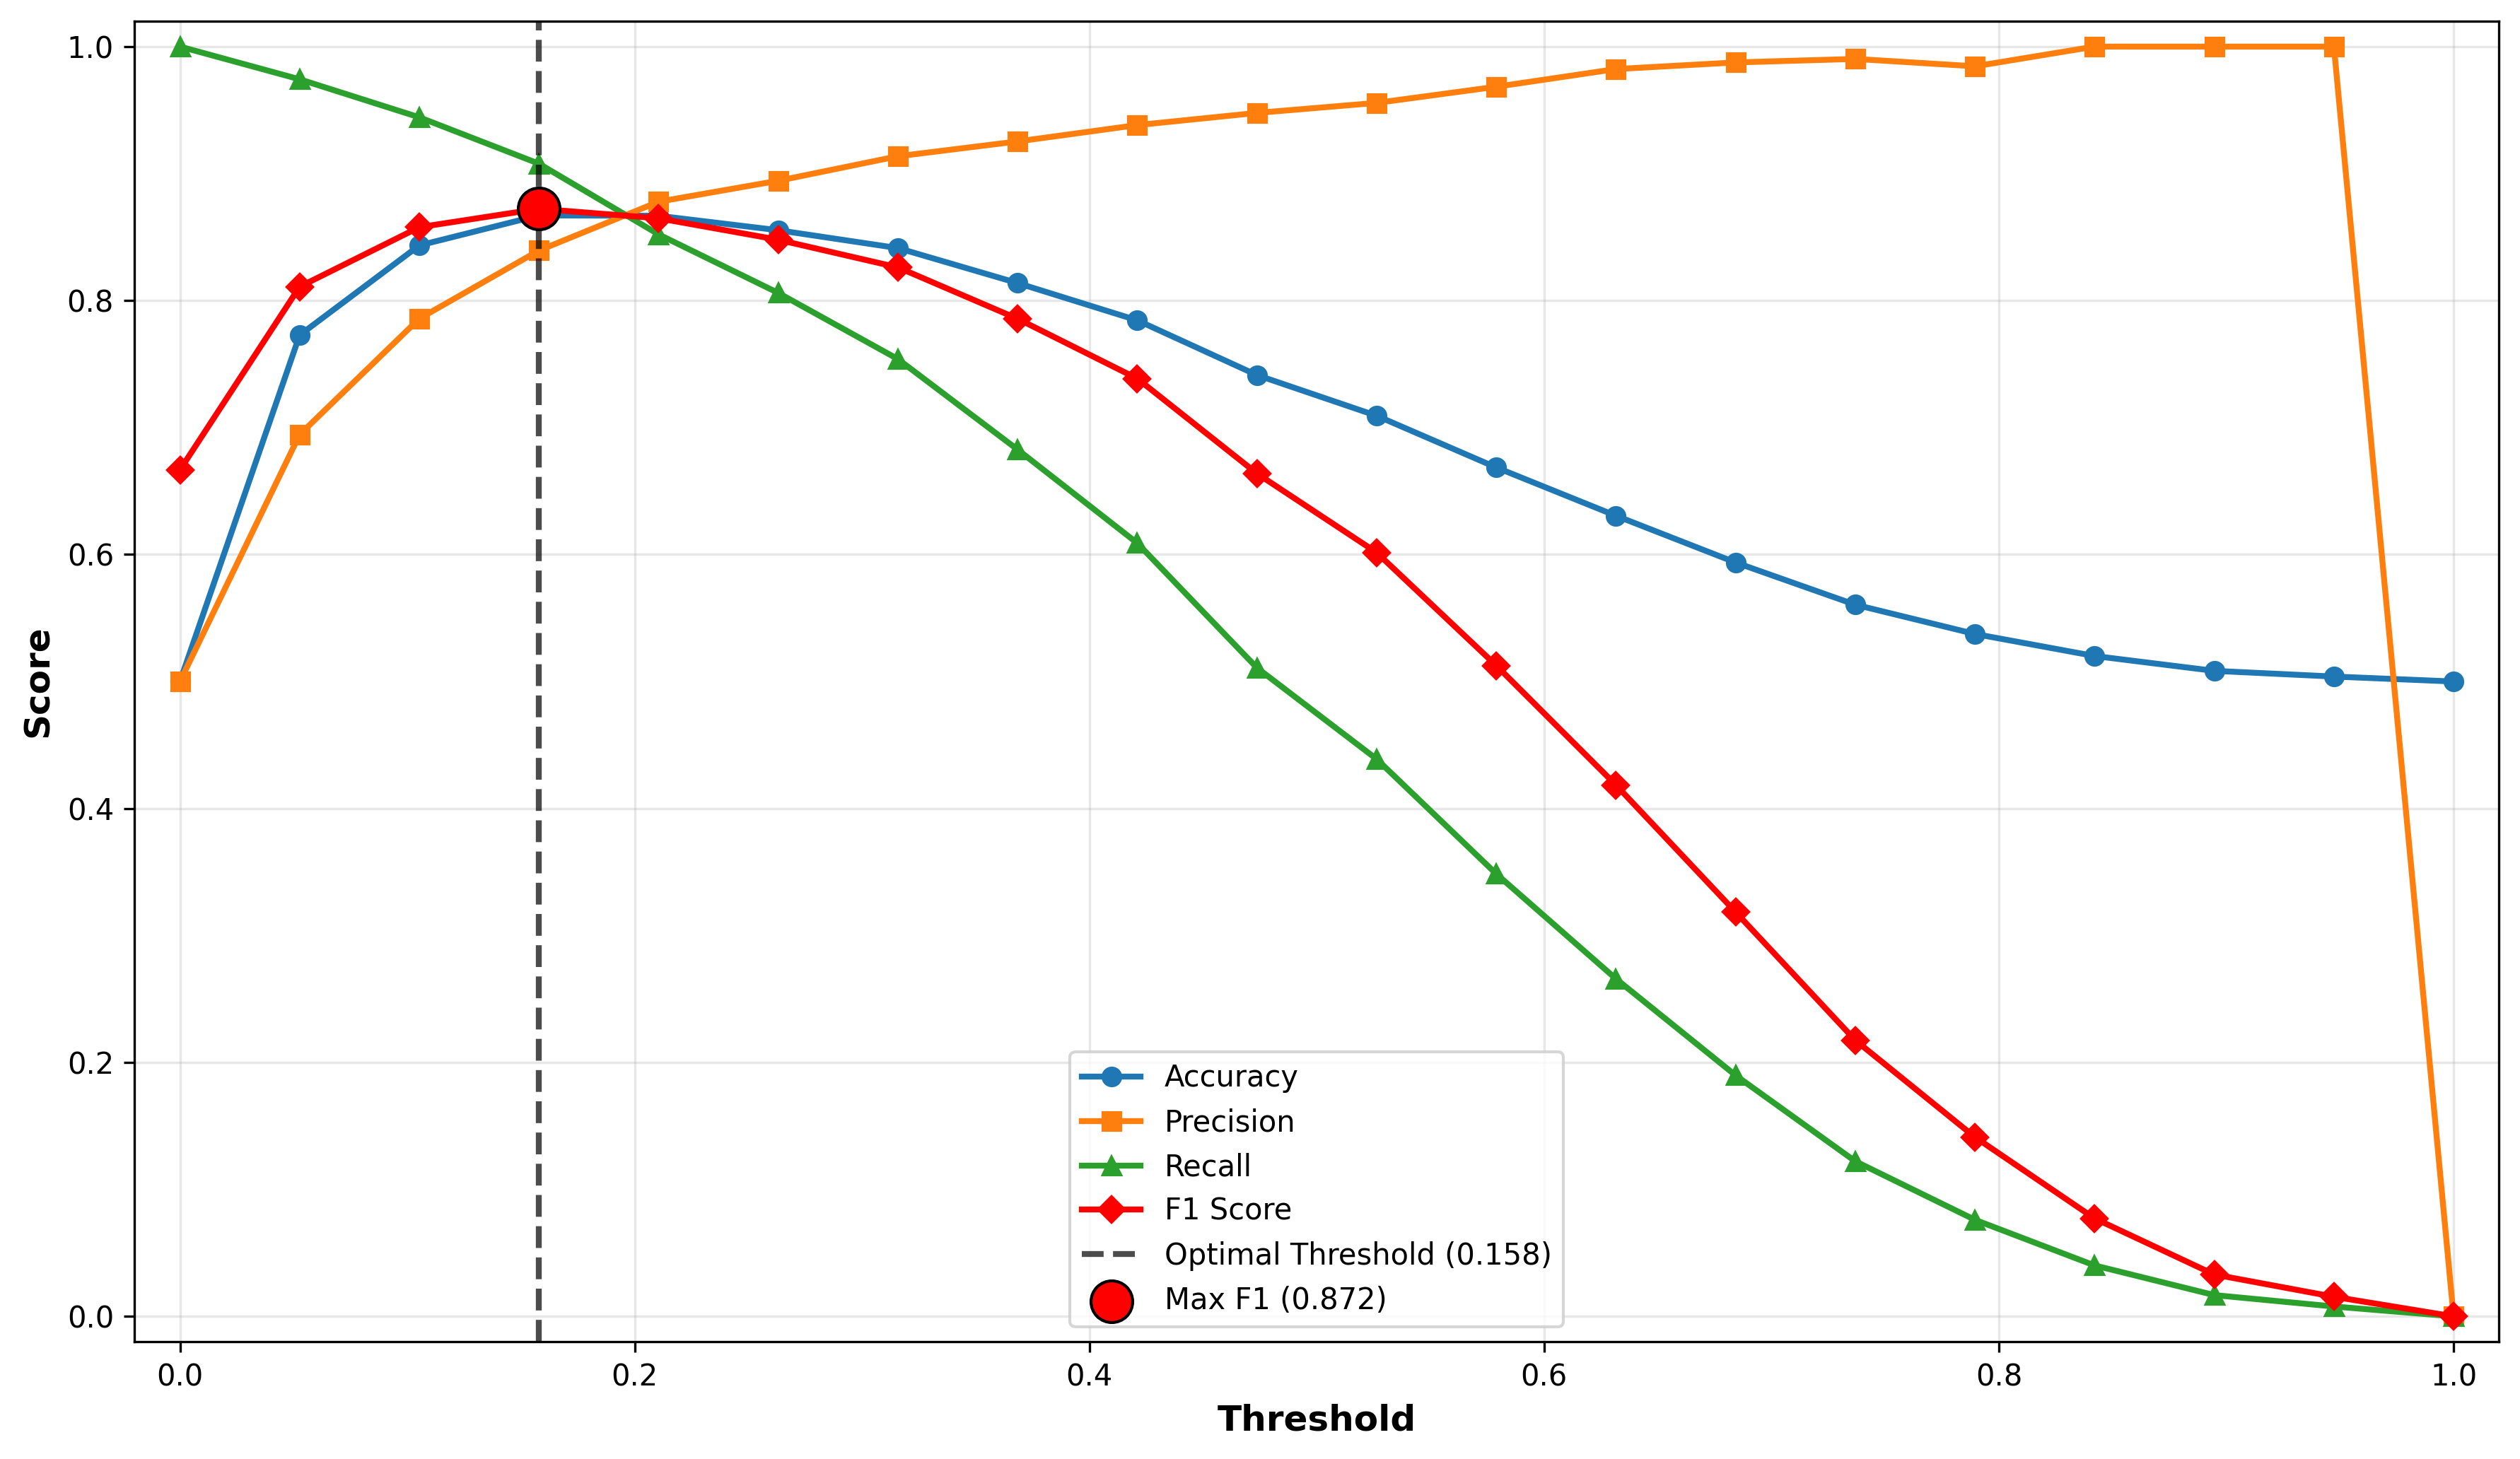 1.0
0.8
0.6
0.4
0.2
0.0
Score
0.0 0.2 0.4 0.6 0.8 1.0
Threshold
Accuracy
Precision
Recall
F1 Score
Optimal Threshold (0.158)
Max F1 (0.872)